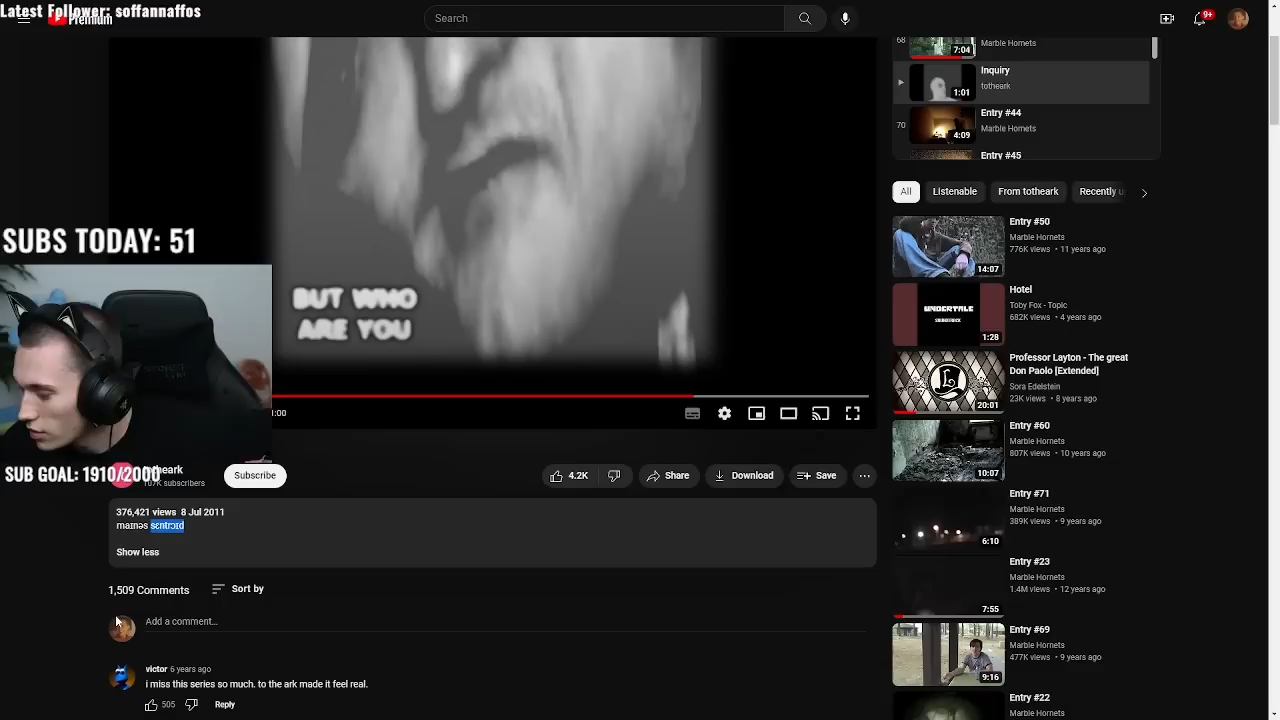 Latest Follower: soffannaffos
Premium
Search
9+
68
7:04
Marble Hornets
Inquiry
totheark
1:01
70
Entry #44
Marble Hornets
4:09
Entry #45
All
Listenable
From totheark
Recently u
SUBS TODAY: 51
BUT WHO
ARE YOU
Entry #50
Marble Hornets
776K views • 11 years ago
14:07
UNDERTALE
SOUNDTRACK
Hotel
Toby Fox - Topic
682K views • 4 years ago
1:28
Professor Layton - The great
Don Paolo [Extended]
Sora Edelstein
23K views • 8 years ago
20:01
:00
Entry #60
Marble Hornets
807K views • 10 years ago
10:07
SUB GOAL: 1910/2000
theark
107K subscribers
Subscribe
4.2K
Share
Download
Save
376,421 views 8 Jul 2011
Show less
Entry #71
Marble Hornets
389K views • 9 years ago
6:10
Entry #23
Marble Hornets
1.4M views • 12 years ago
7:55
1,509 Comments
Sort by
Add a comment...
victor 6 years ago
i miss this series so much. to the ark made it feel real.
505
Reply
Entry #69
Marble Hornets
477K views • 9 years ago
9:16
Entry #22
Marble Hornets